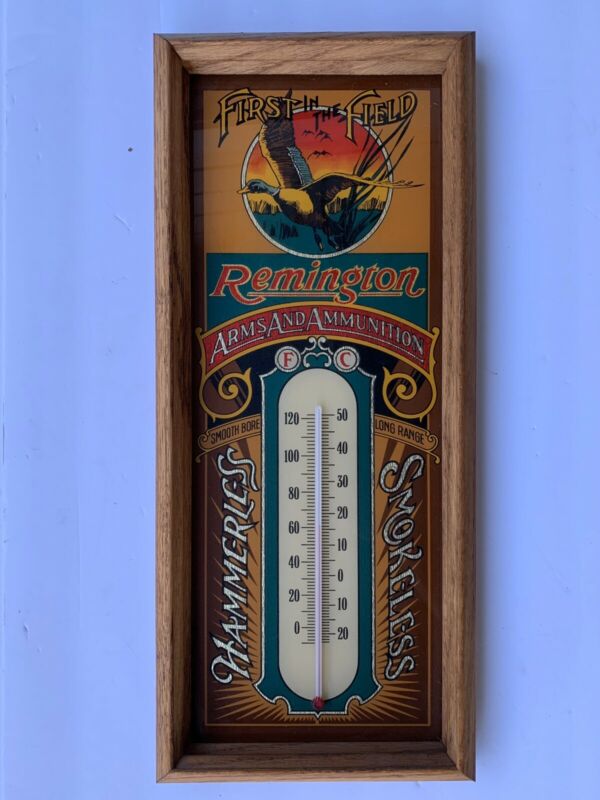 FIRST IN THE FIELD
Remington
ARMS AND AMMUNITION
F C
SMOOTH BORE LONG RANGE
HAMMERLESS
SMOKELESS
120 50
100 40
80 30
60 20
40 10
20 0
0 10
20